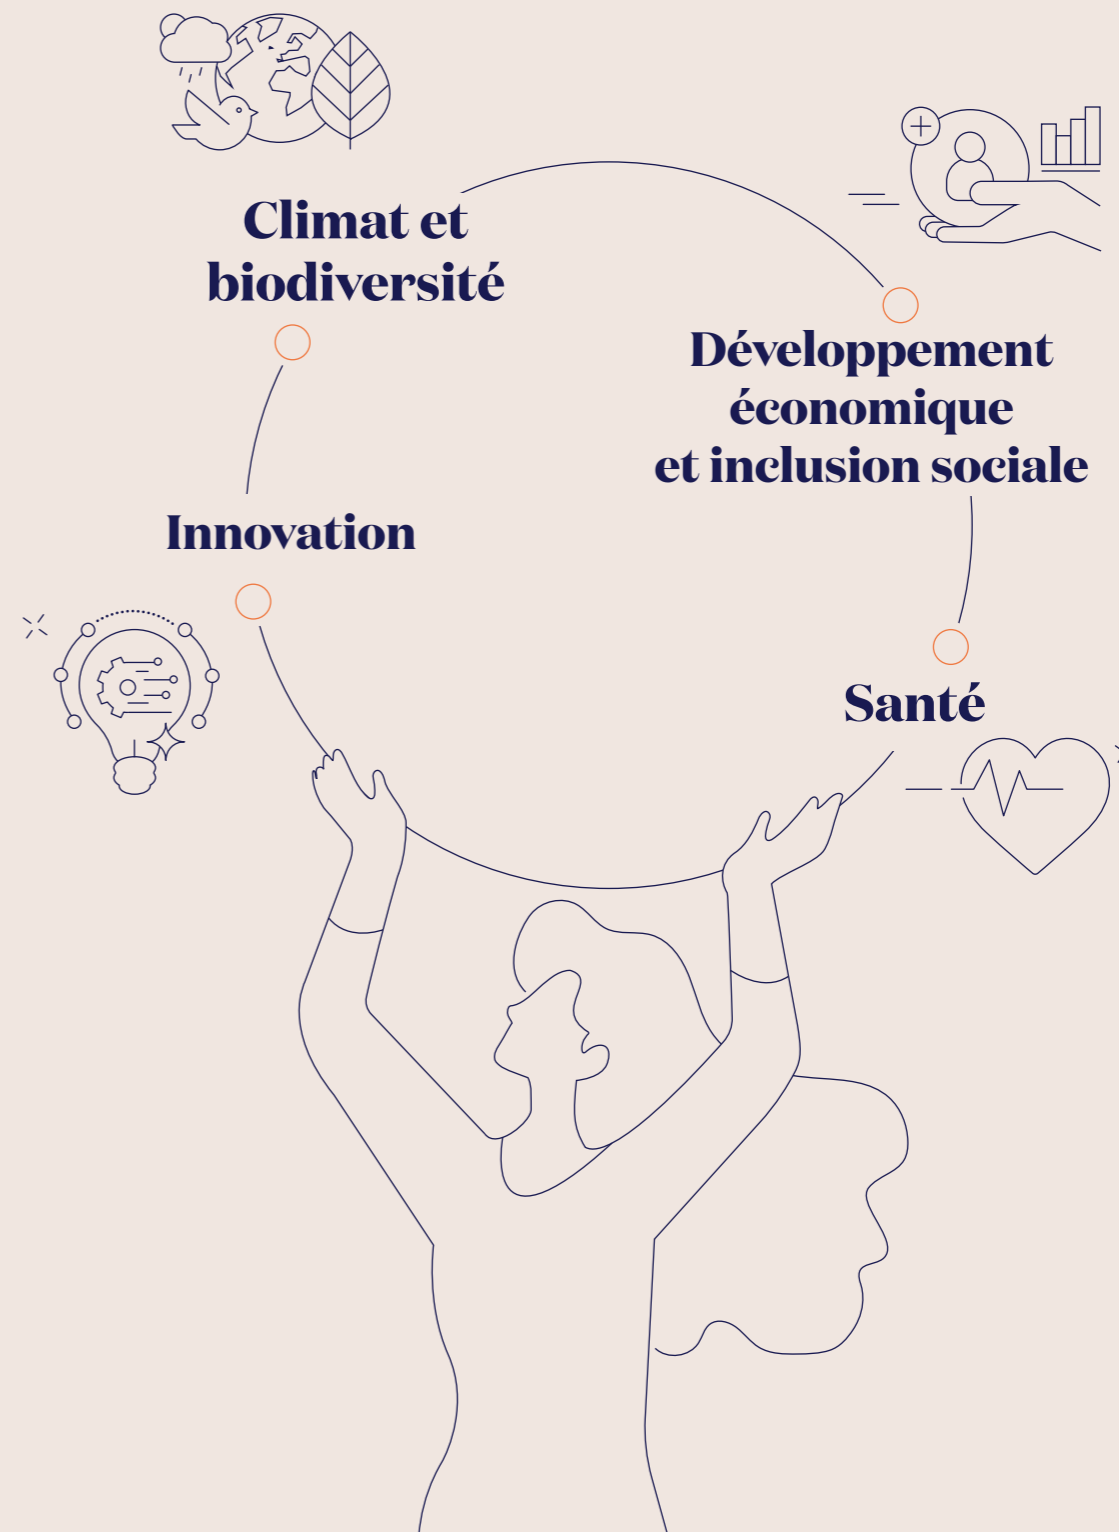 Climat et
biodiversité
Développement
économique
et inclusion sociale
Innovation
Santé